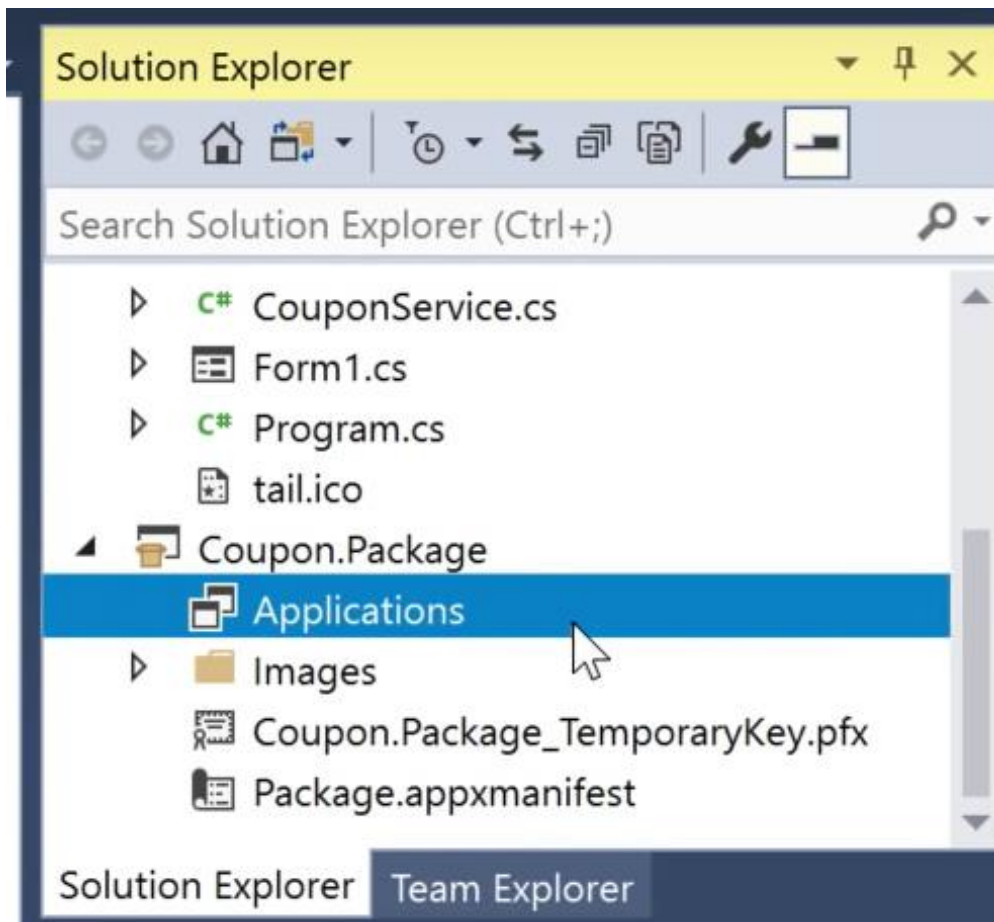 Solution Explorer
Search Solution Explorer (Ctrl+;)
C# CouponService.cs
Form1.cs
C# Program.cs
tail.ico
Coupon.Package
Applications
Images
Coupon.Package_TemporaryKey.pfx
Package.appxmanifest
Solution Explorer Team Explorer